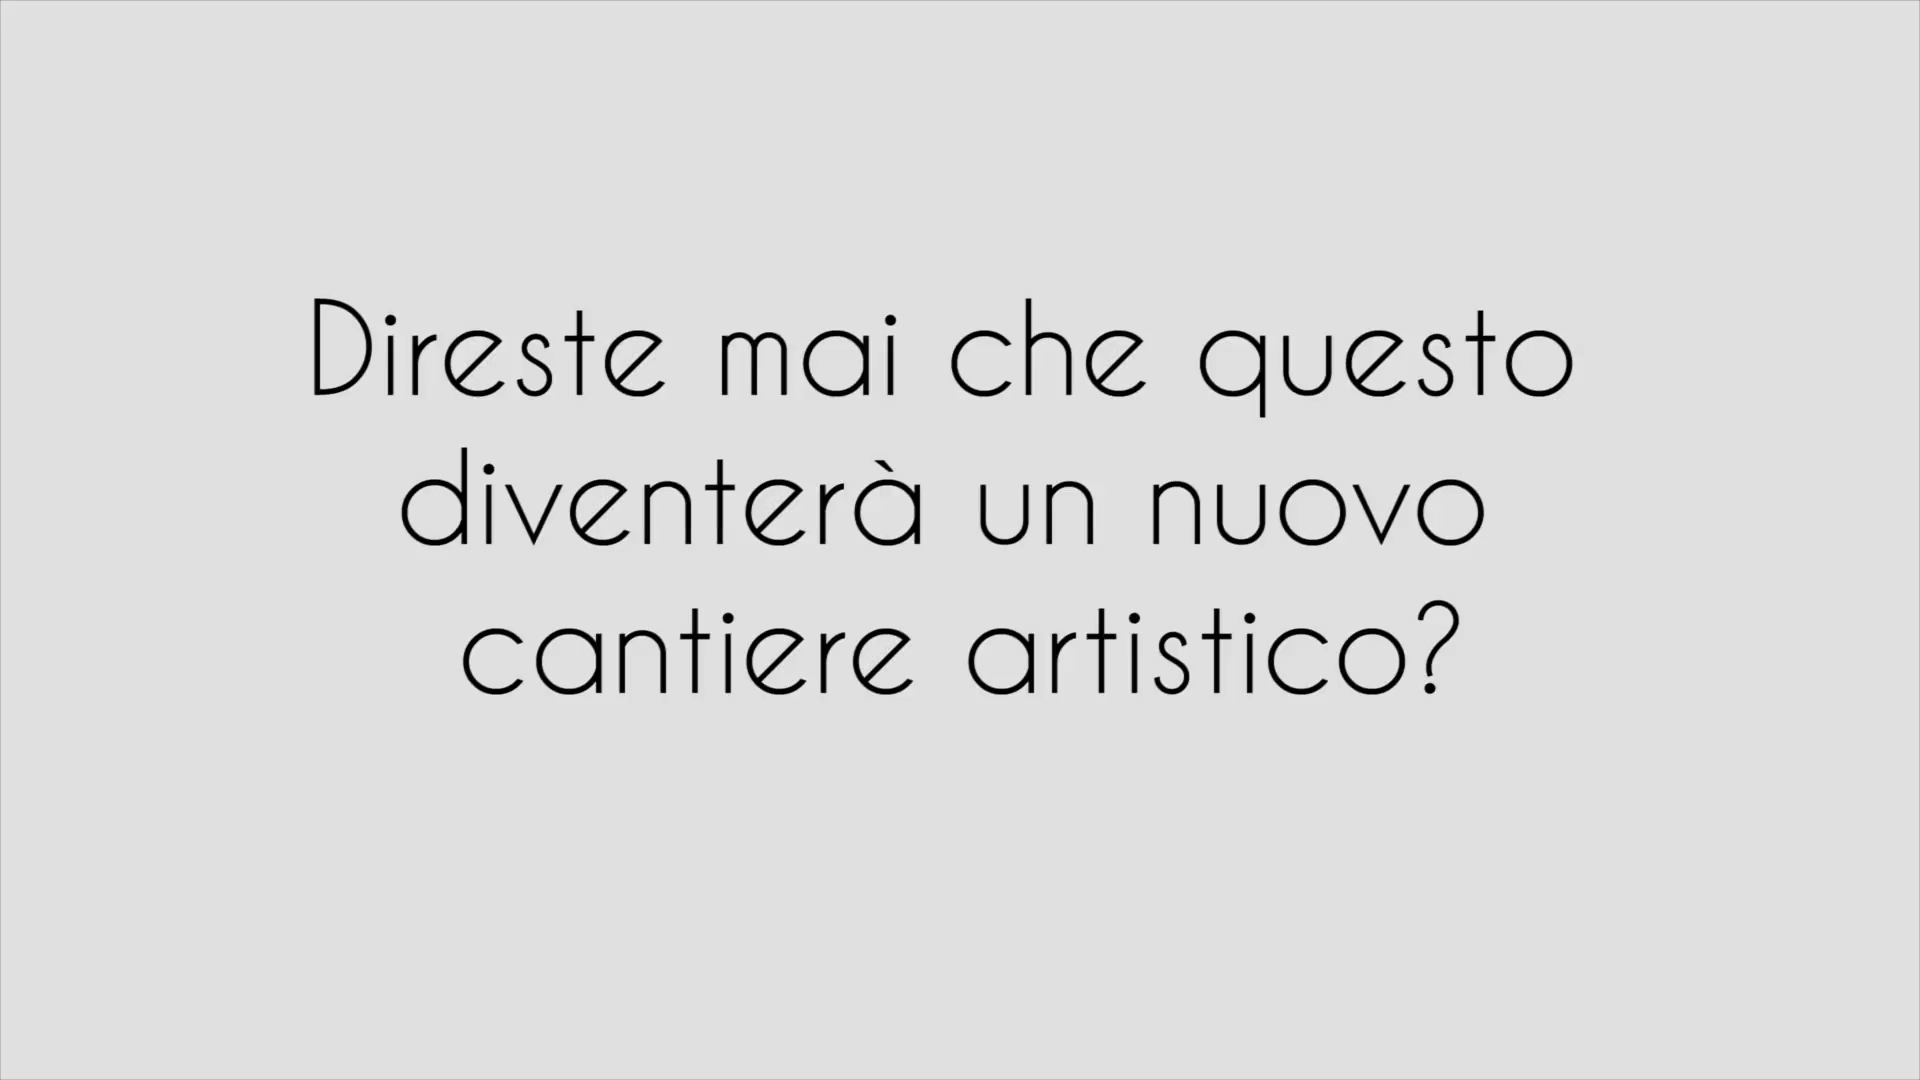 Direste mai che questo
diventerà un nuovo
cantiere artistico?